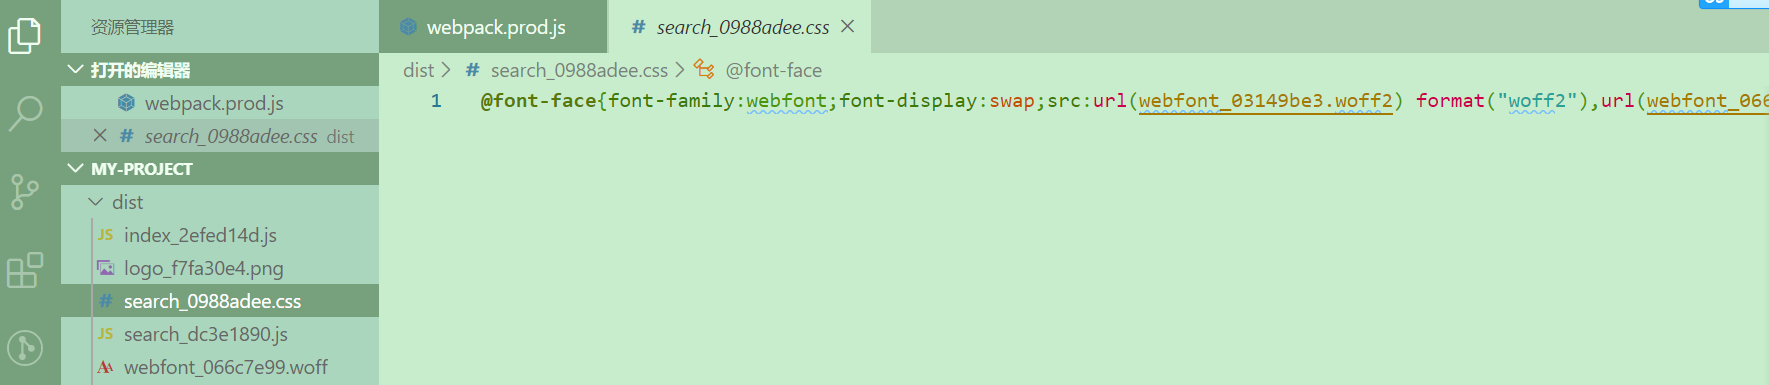 资源管理器
打开的编辑器
webpack.prod.js
search_0988adee.css dist
MY-PROJECT
dist
JS index_2efed14d.js
logo_f7fa30e4.png
# search_0988adee.css
JS search_dc3e1890.js
webfont_066c7e99.woff
webpack.prod.js
# search_0988adee.css
dist > # search_0988adee.css > @font-face
1 @font-face{font-family:webfont;font-display:swap;src:url(webfont_03149be3.woff2) format("woff2"),url(webfont_066